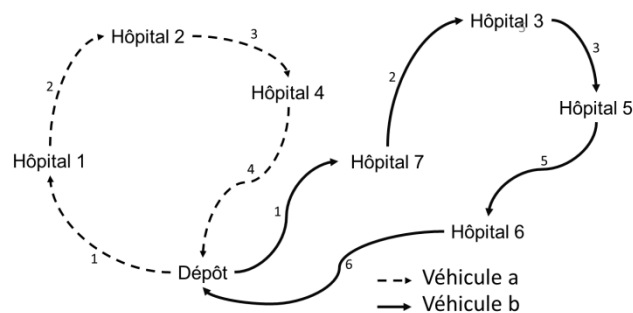 Hôpital 3
Hôpital 2
3
3
Hôpital 4
2
2
Hôpital 5
Hôpital 1
4
Hôpital 7
5
1
Hôpital 6
1
Dépôt
6
Véhicule a
Véhicule b